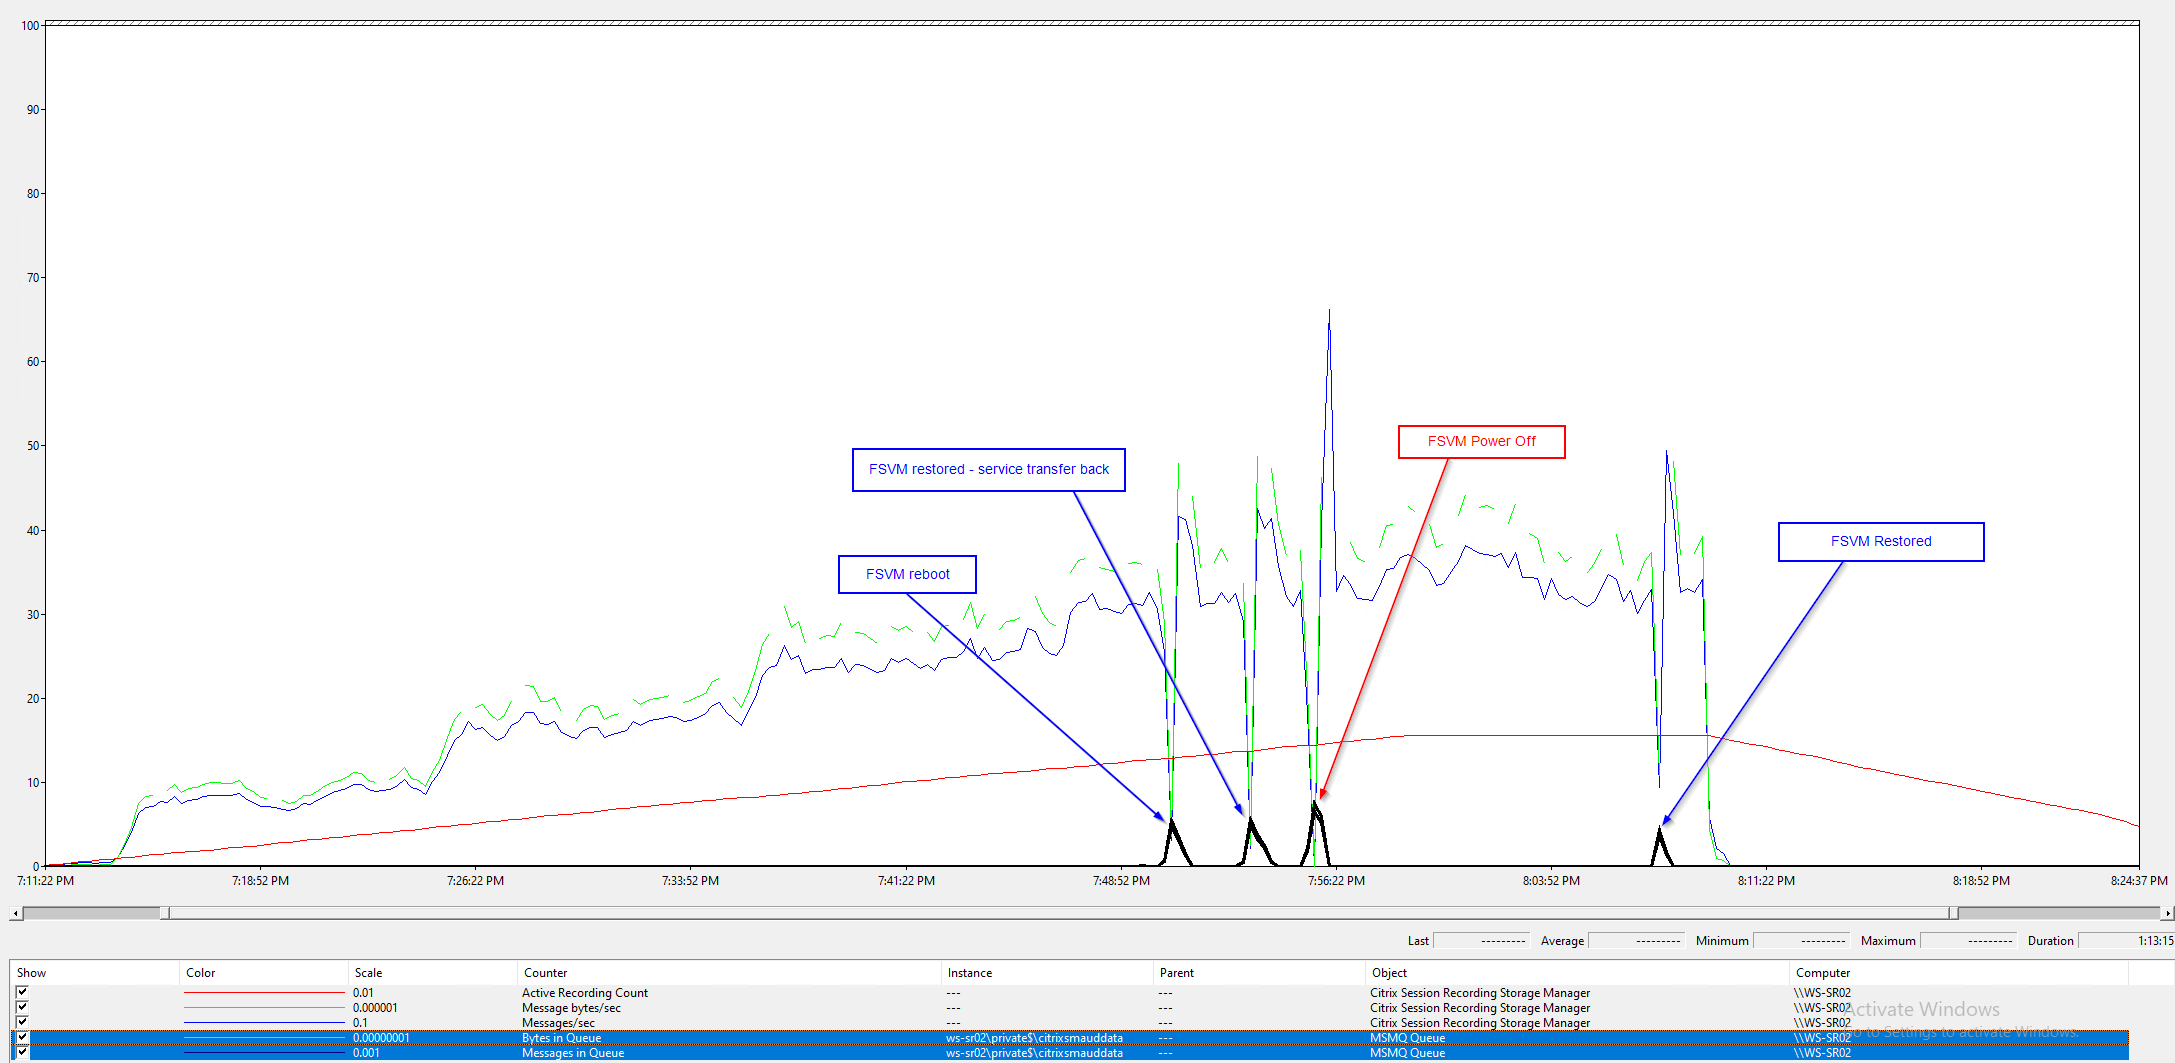 100
90
80
70
60
50
40
30
20
10
0
FSVM Power Off
FSVM restored - service transfer back
FSVM Restored
FSVM reboot
7:11:22 PM 7:18:52 PM 7:26:22 PM 7:33:52 PM 7:41:22 PM 7:48:52 PM 7:56:22 PM 8:03:52 PM 8:11:22 PM 8:18:52 PM 8:24:37 PM
Last --------- Average --------- Minimum --------- Maximum --------- Duration 1:13:15
Show Color Scale Counter Instance Parent Object Computer
0.01 Active Recording Count --- --- Citrix Session Recording Storage Manager \\WS-SR02
0.000001 Message bytes/sec --- --- Citrix Session Recording Storage Manager \\WS-SR02
0.1 Messages/sec --- --- Citrix Session Recording Storage Manager \\WS-SR02
0.00000001 Bytes in Queue ws-sr02\private$\citrixsmauddata --- MSMQ Queue \\WS-SR02
0.001 Messages in Queue ws-sr02\private$\citrixsmauddata --- MSMQ Queue \\WS-SR02
Activate Windows
Go to Settings to activate Windows.